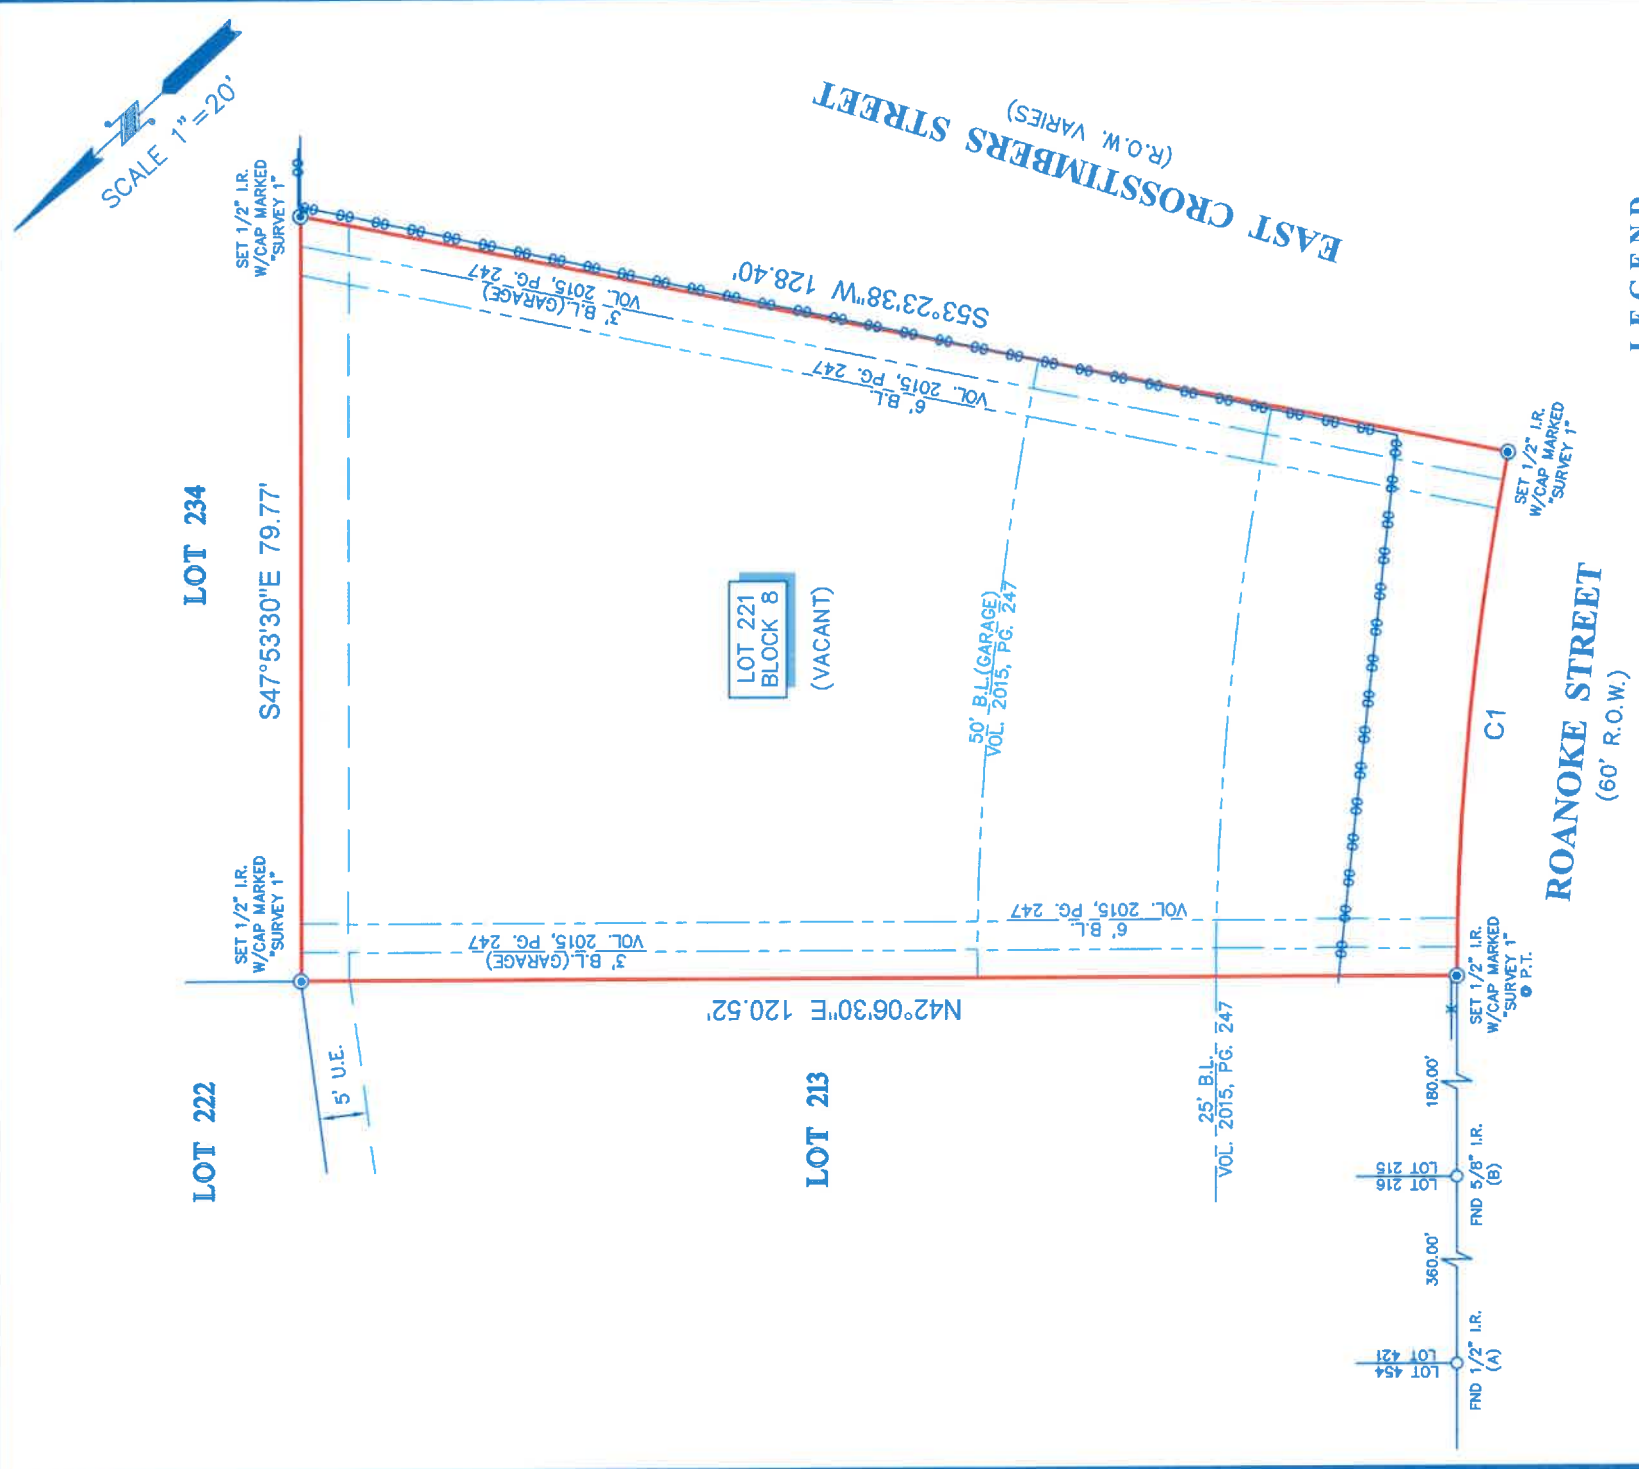 SCALE 1"=20'
EAST CROSSTIMBERS STREET
(R.O.W. VARIES)
SET 1/2" I.R.
W/CAP MARKED
"SURVEY 1"
S53°23'38"W 128.40'
3' B.L.(GARAGE)
VOL. 2015, PG. 247
6' B.L.
VOL. 2015, PG. 247
SET 1/2" I.R.
W/CAP MARKED
"SURVEY 1"
LOT 234
S47°53'30"E 79.77'
LOT 221
BLOCK 8
(VACANT)
50' B.L.(GARAGE)
VOL. 2015, PG. 247
C1
ROANOKE STREET
(60' R.O.W.)
SET 1/2" I.R.
W/CAP MARKED
"SURVEY 1"
3' B.L.(GARAGE)
VOL. 2015, PG. 247
6' B.L.
VOL. 2015, PG. 247
N42°06'30"E 120.52'
SET 1/2" I.R.
W/CAP MARKED
"SURVEY 1"
@ P.T.
LOT 222
5' U.E.
LOT 213
25' B.L.
VOL. 2015, PG. 247
X
180.00'
LOT 216
LOT 215
FND 5/8" I.R.
(B)
360.00'
LOT 454
LOT 421
FND 1/2" I.R.
(A)